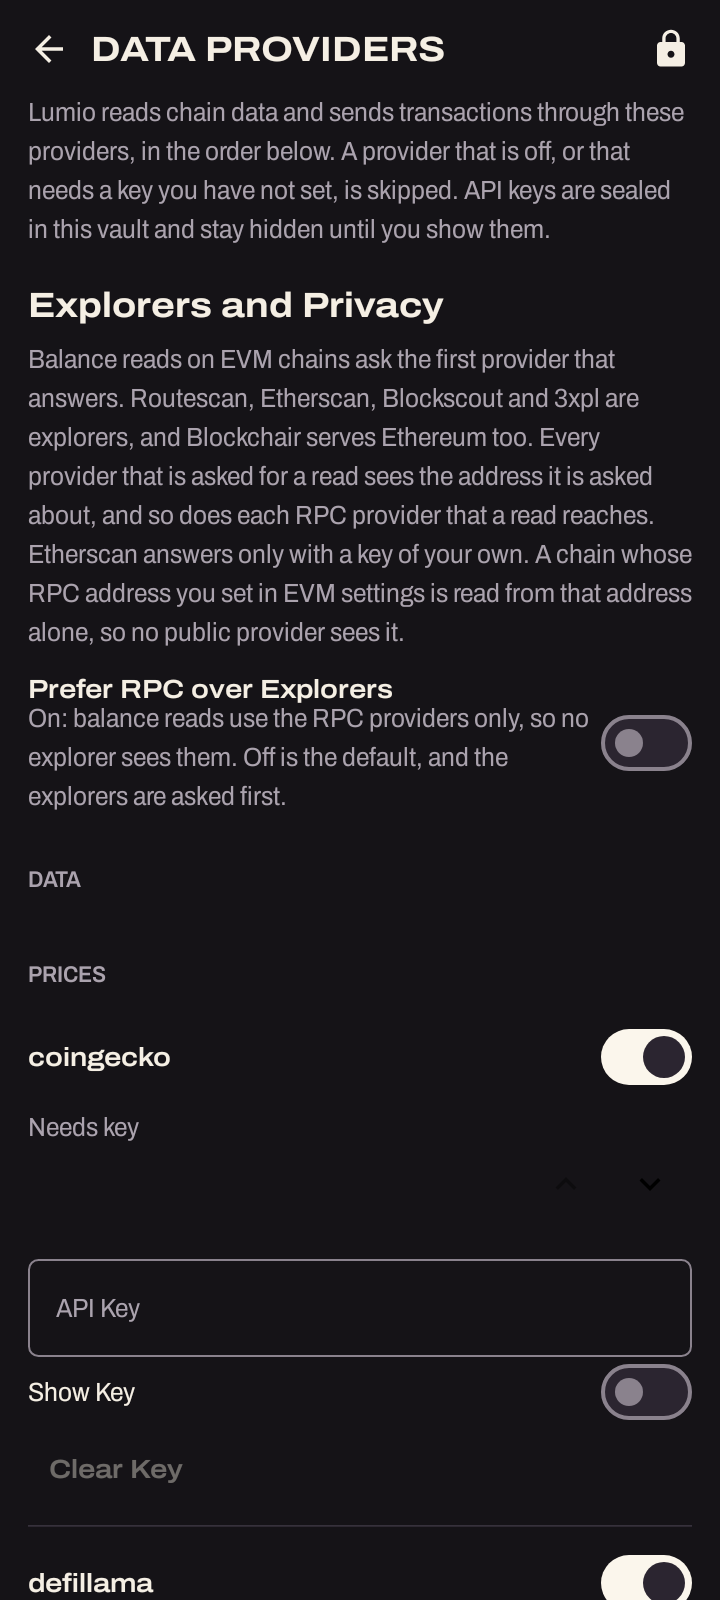 DATA PROVIDERS
Lumio reads chain data and sends transactions through these
providers, in the order below. A provider that is off, or that
needs a key you have not set, is skipped. API keys are sealed
in this vault and stay hidden until you show them.
Explorers and Privacy
Balance reads on EVM chains ask the first provider that
answers. Routescan, Etherscan, Blockscout and 3xpl are
explorers, and Blockchair serves Ethereum too. Every
provider that is asked for a read sees the address it is asked
about, and so does each RPC provider that a read reaches.
Etherscan answers only with a key of your own. A chain whose
RPC address you set in EVM settings is read from that address
alone, so no public provider sees it.
Prefer RPC over Explorers
On: balance reads use the RPC providers only, so no
explorer sees them. Off is the default, and the
explorers are asked first.
DATA
PRICES
coingecko
Needs key
API Key
Show Key
Clear Key
defillama